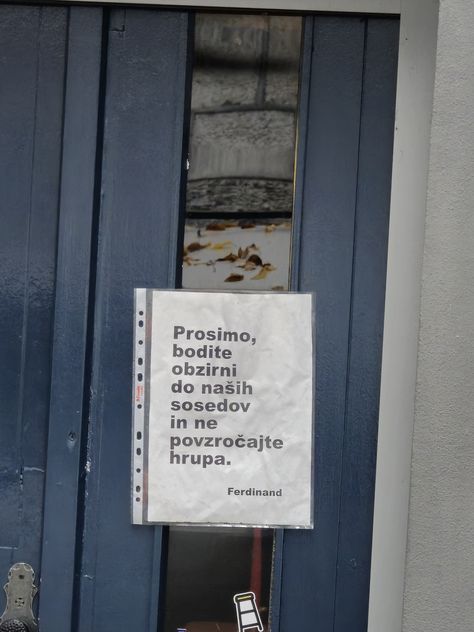 Prosimo,
bodite
obzirni
do naših
sosedov
in ne
povzročajte
hrupa.
Ferdinand